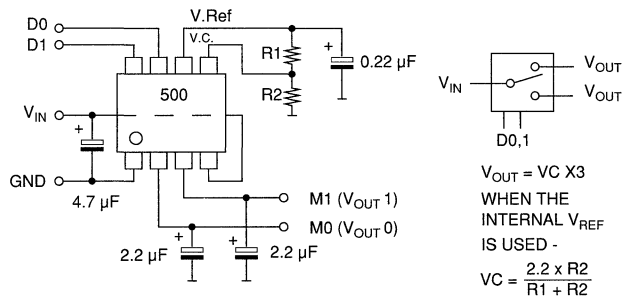 D0
D1
V.Ref
V.C.
R1
R2
+
0.22 µF
500
VIN
+
GND
4.7 µF
M1 (VOUT 1)
M0 (VOUT 0)
+
2.2 µF
+
2.2 µF
VIN
VOUT
VOUT
D0,1
VOUT = VC X3
WHEN THE
INTERNAL VREF
IS USED -
VC = 2.2 x R2
R1 + R2